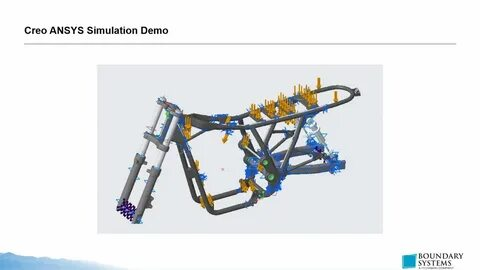 Creo ANSYS Simulation Demo
BOUNDARY
SYSTEMS